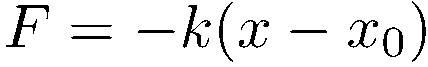 F = −k(x − x₀)